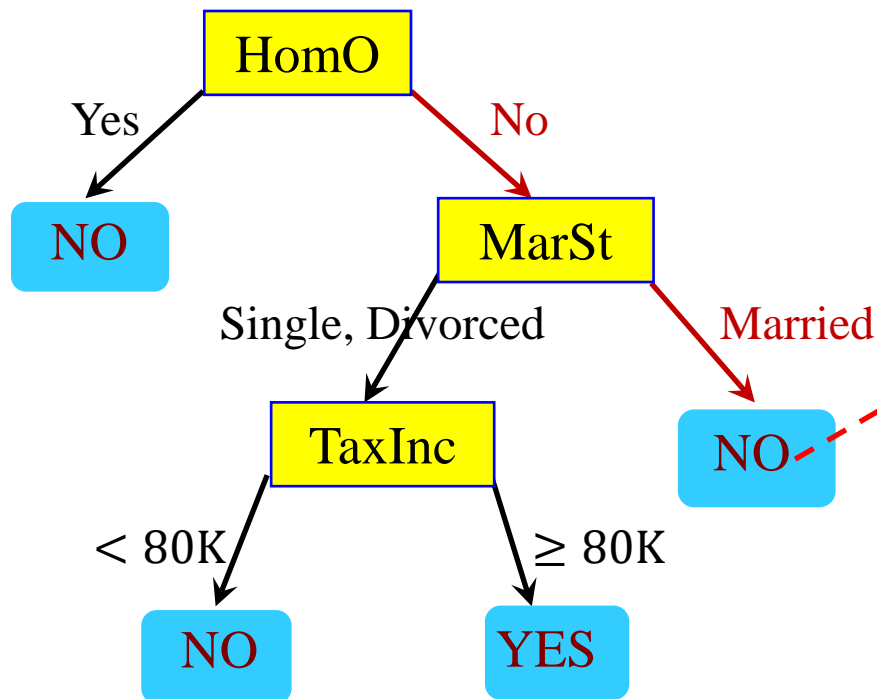 HomO
Yes
No
NO
MarSt
Single, Divorced
Married
TaxInc
NO
< 80K
≥ 80K
NO
YES